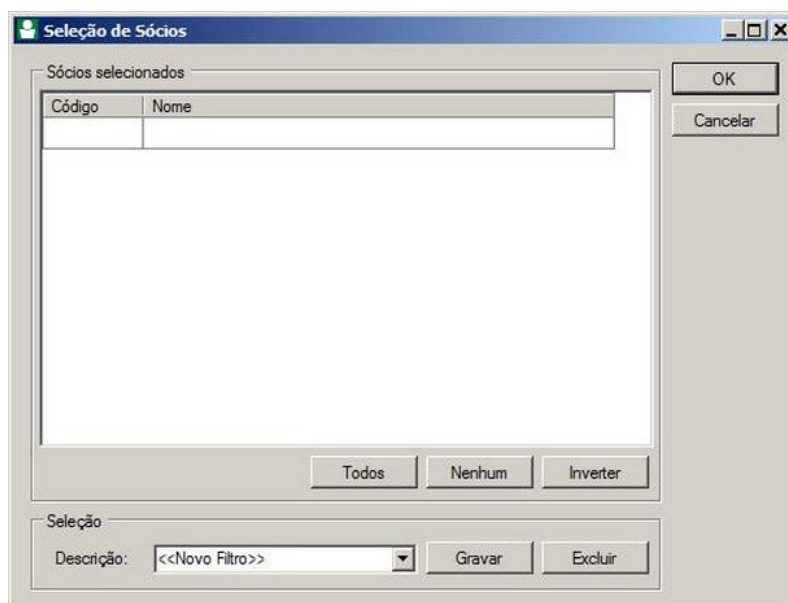 Seleção de Sócios
Sócios selecionados
OK
Cancelar
Código Nome
Todos Nenhum Inverter
Seleção
Descrição: <<Novo Filtro>> Gravar Excluir